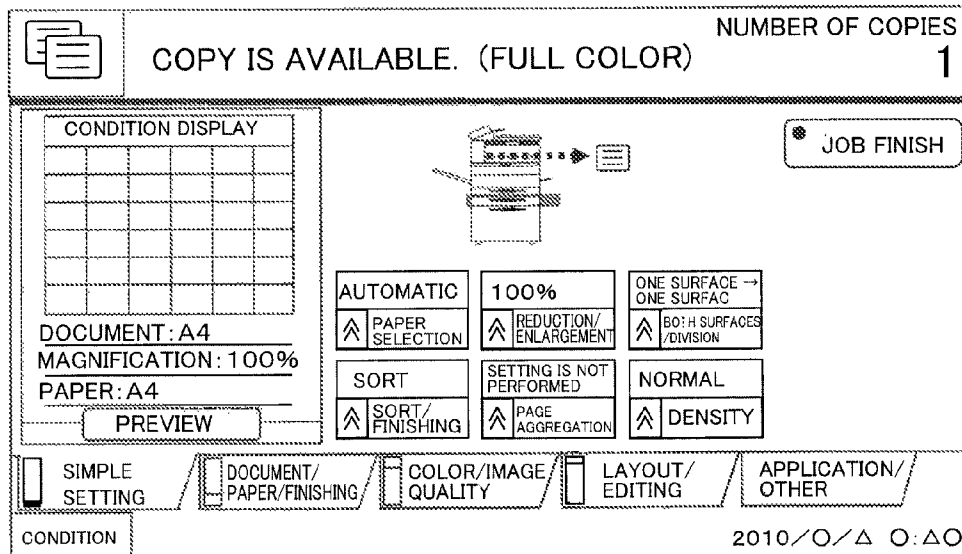 NUMBER OF COPIES
COPY IS AVAILABLE. (FULL COLOR)
1
CONDITION DISPLAY
JOB FINISH
DOCUMENT:A4
MAGNIFICATION:100%
PAPER:A4
PREVIEW
AUTOMATIC
PAPER
SELECTION
100%
REDUCTION/
ENLARGEMENT
ONE SURFACE →
ONE SURFAC
BOTH SURFACES
/DIVISION
SORT
SORT/
FINISHING
SETTING IS NOT
PERFORMED
PAGE
AGGREGATION
NORMAL
DENSITY
SIMPLE
SETTING
DOCUMENT/
PAPER/FINISHING
COLOR/IMAGE
QUALITY
LAYOUT/
EDITING
APPLICATION/
OTHER
CONDITION
2010/○/△ ○:△○